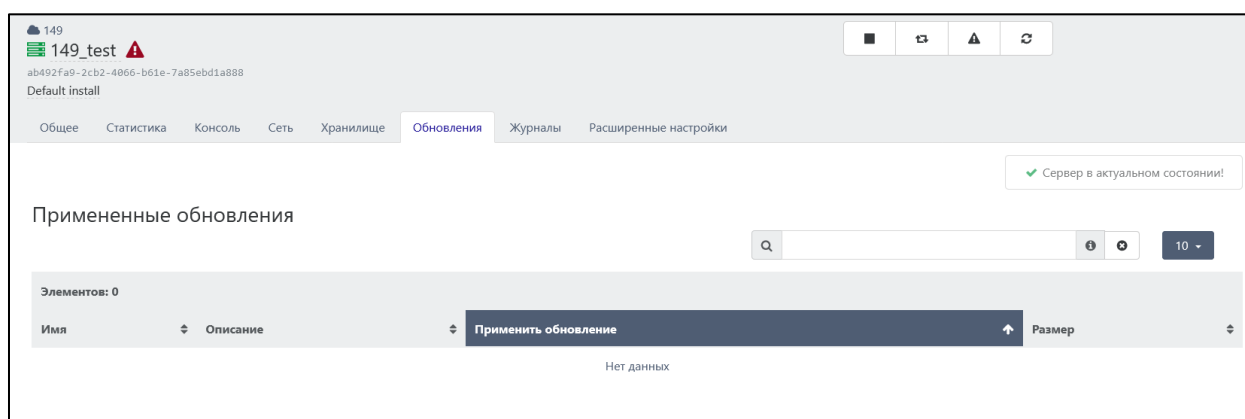 149
149_test
ab492fa9-2cb2-4066-b61e-7a85ebd1a888
Default install
Общее Статистика Консоль Сеть Хранилище Обновления Журналы Расширенные настройки
Сервер в актуальном состоянии!
Примененные обновления
10
Элементов: 0
Имя Описание Применить обновление Размер
Нет данных